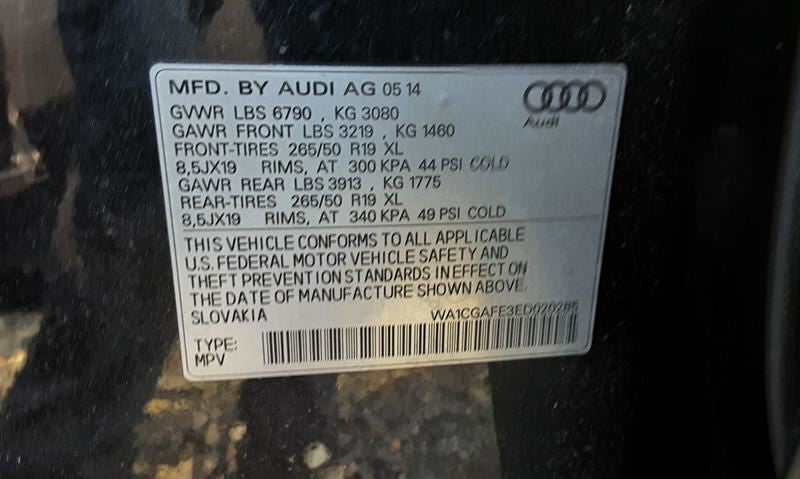 MFD. BY AUDI AG 05 14
Audi
GVWR LBS 6790 , KG 3080
GAWR FRONT LBS 3219 , KG 1460
FRONT-TIRES 265/50 R19 XL
8,5JX19 RIMS, AT 300 KPA 44 PSI COLD
GAWR REAR LBS 3913 , KG 1775
REAR-TIRES 265/50 R19 XL
8,5JX19 RIMS, AT 340 KPA 49 PSI COLD
THIS VEHICLE CONFORMS TO ALL APPLICABLE
U.S. FEDERAL MOTOR VEHICLE SAFETY AND
THEFT PREVENTION STANDARDS IN EFFECT ON
THE DATE OF MANUFACTURE SHOWN ABOVE.
SLOVAKIA WA1CGAFE3ED020285
TYPE:
MPV